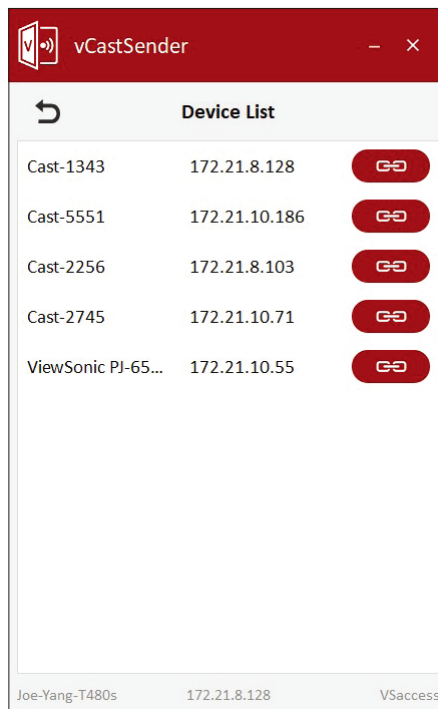 V vCastSender
Device List
Cast-1343 172.21.8.128
Cast-5551 172.21.10.186
Cast-2256 172.21.8.103
Cast-2745 172.21.10.71
ViewSonic PJ-65... 172.21.10.55
Joe-Yang-T480s 172.21.8.128 VSaccess